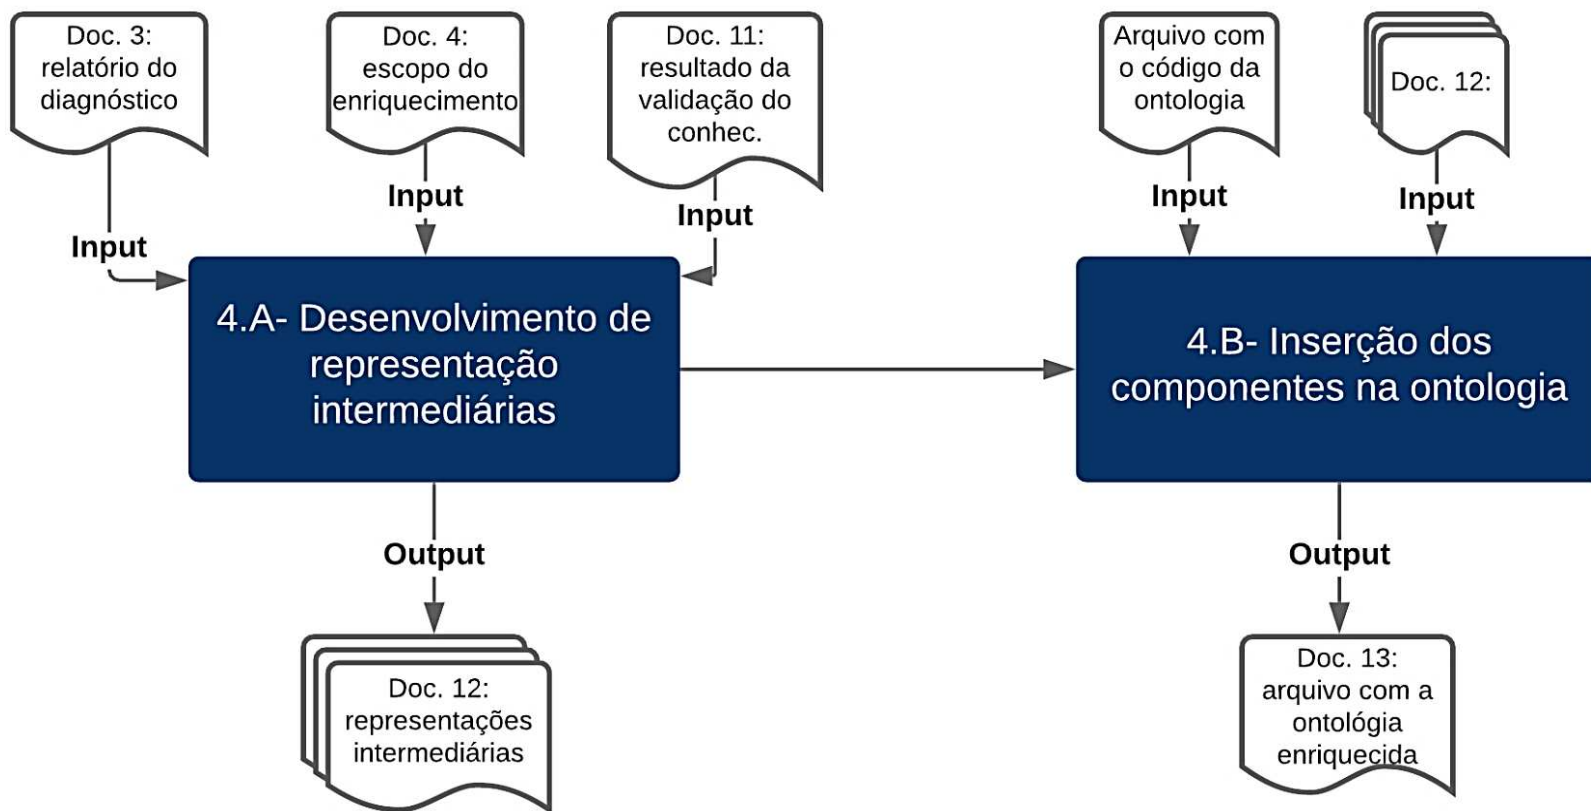 Doc. 3:
relatório do
diagnóstico
Doc. 4:
escopo do
enriquecimento
Doc. 11:
resultado da
validação do
conhec.
Arquivo com
o código da
ontologia
Doc. 12:
Input
Input
Input
Input
Input
4.A- Desenvolvimento de
representação
intermediárias
4.B- Inserção dos
componentes na ontologia
Output
Output
Doc. 12:
representações
intermediárias
Doc. 13:
arquivo com a
ontológia
enriquecida